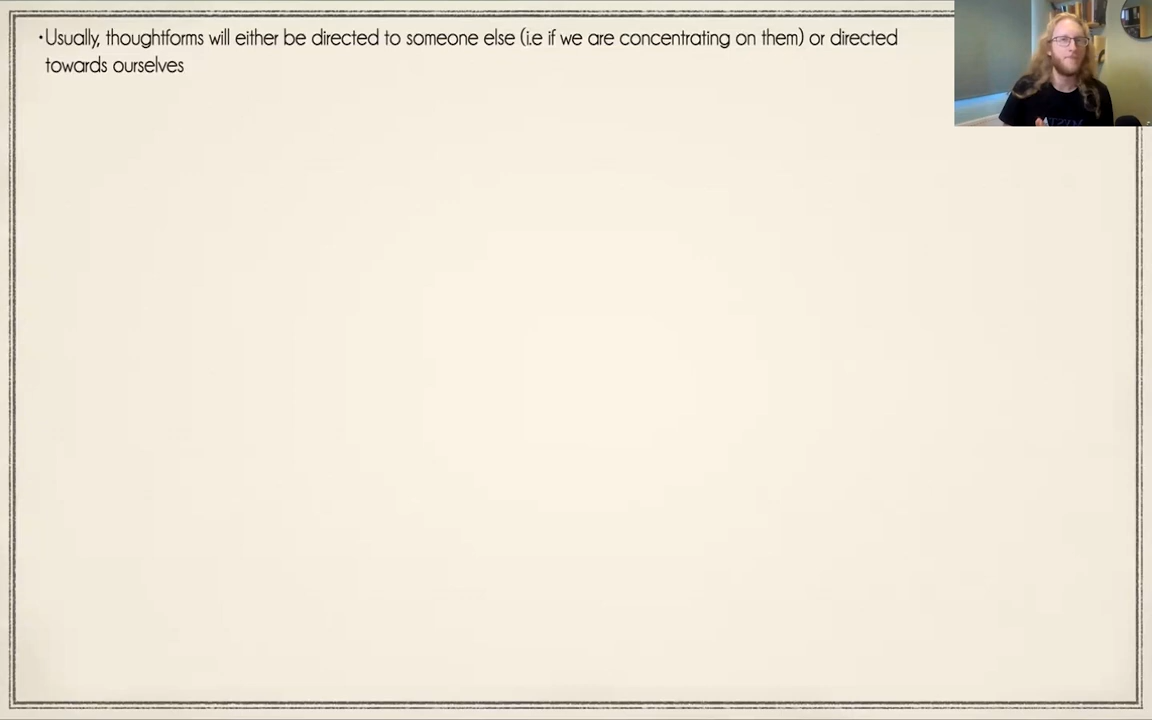 •Usually, thoughtforms will either be directed to someone else (i.e if we are concentrating on them) or directed
towards ourselves